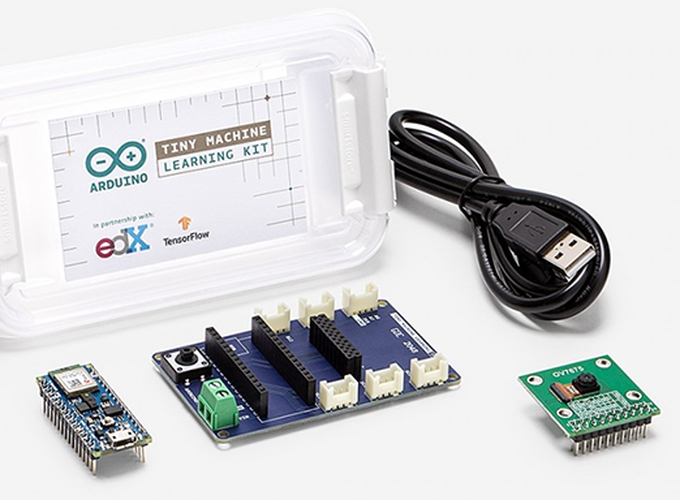 TINY MACHINE
LEARNING KIT
ARDUINO
In partnership with:
edX
TensorFlow
OV7675